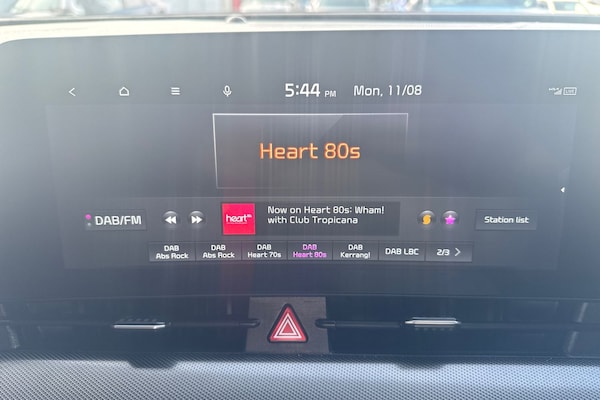 5:44 PM Mon, 11/08
Heart 80s
DAB/FM
heart
Now on Heart 80s: Wham!
with Club Tropicana
Station list
DAB
Abs Rock
DAB
Abs Rock
DAB
Heart 70s
DAB
Heart 80s
DAB
Kerrang!
DAB LBC
2/3